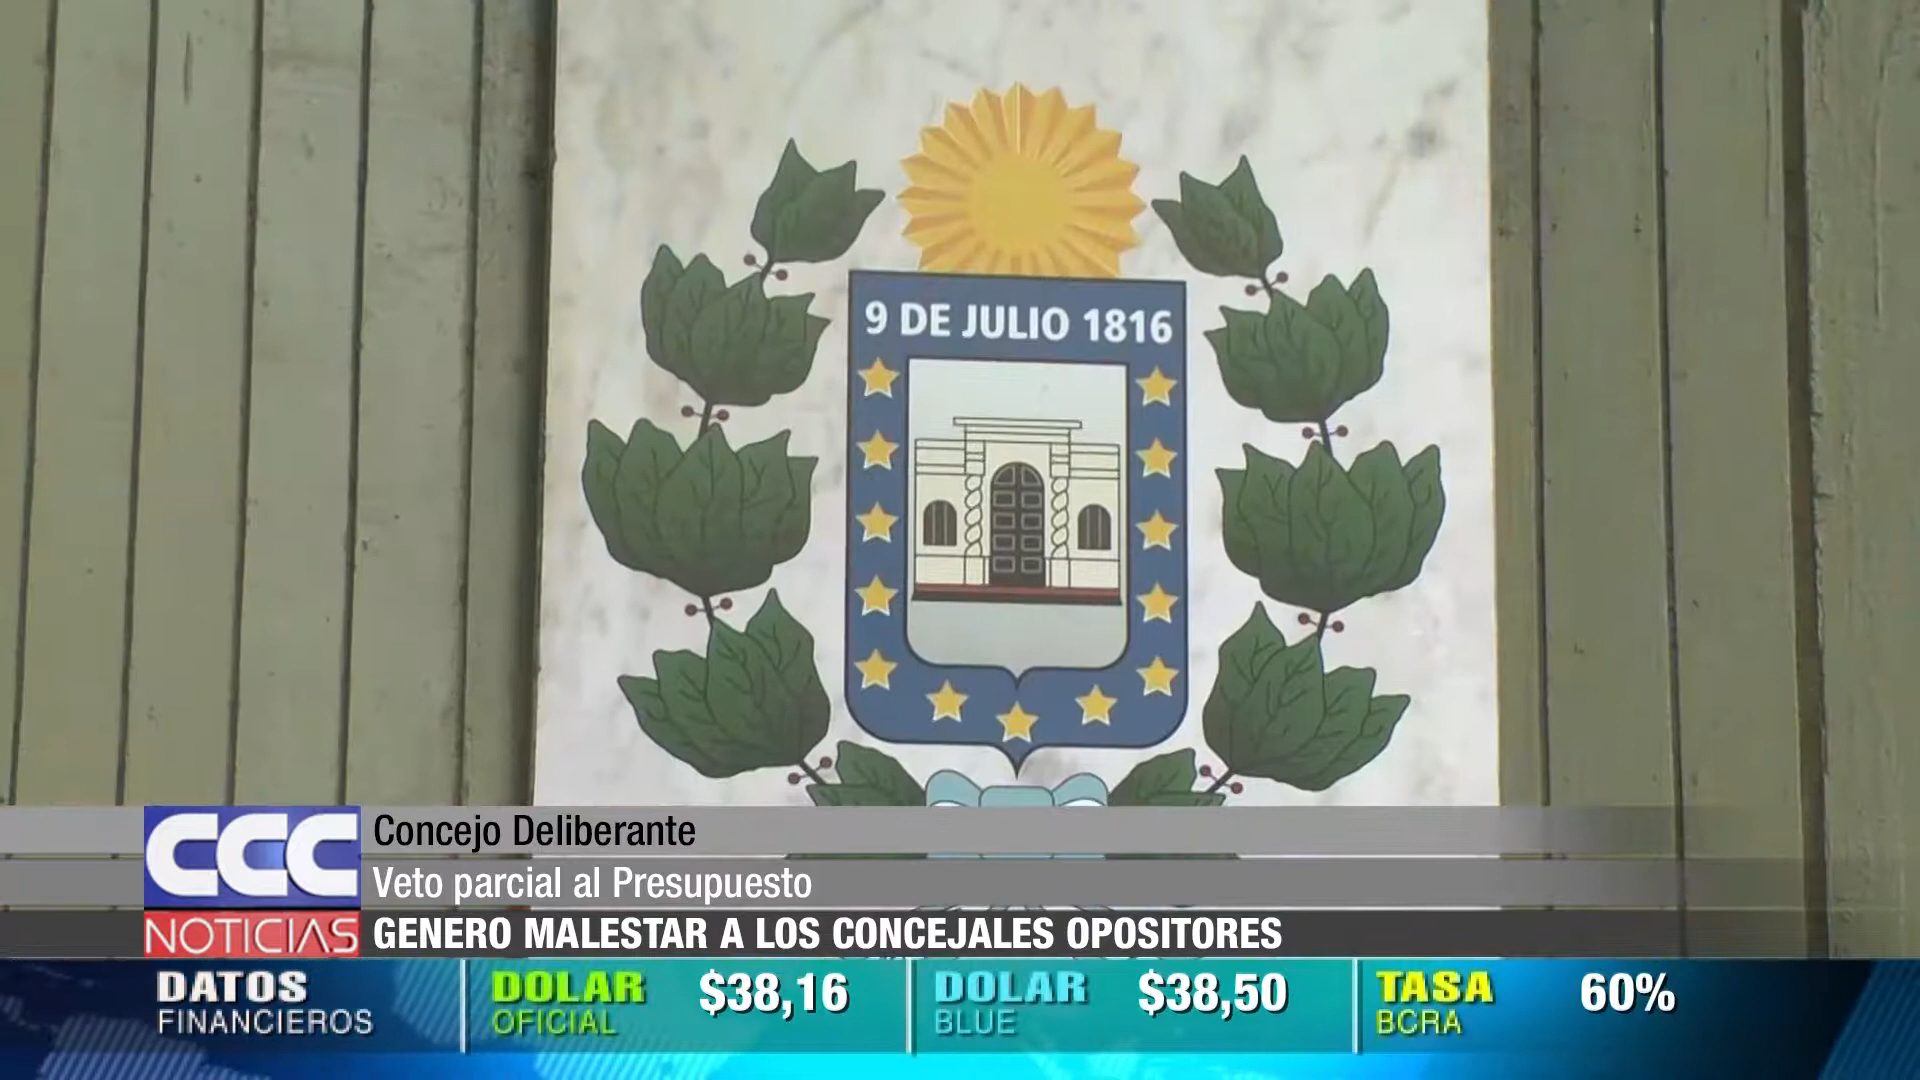 9 DE JULIO 1816
CCC
NOTICIAS
Concejo Deliberante
Veto parcial al Presupuesto
GENERO MALESTAR A LOS CONCEJALES OPOSITORES
DATOS
FINANCIEROS
DOLAR
OFICIAL
$38,16
DOLAR
BLUE
$38,50
TASA
BCRA
60%